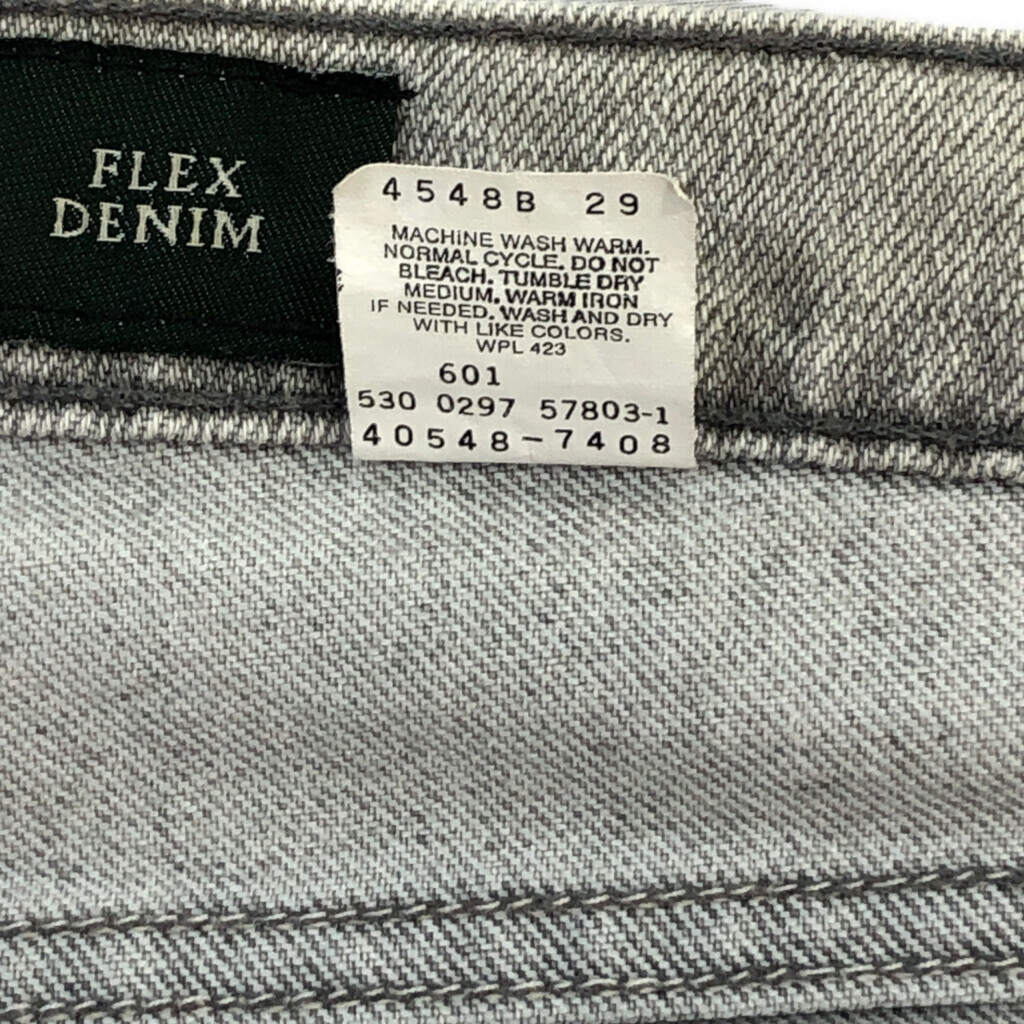 FLEX
DENIM
4548B 29
MACHINE WASH WARM.
NORMAL CYCLE. DO NOT
BLEACH. TUMBLE DRY
MEDIUM. WARM IRON
IF NEEDED. WASH AND DRY
WITH LIKE COLORS.
WPL 423
601
530 0297 57803-1
40548-7408